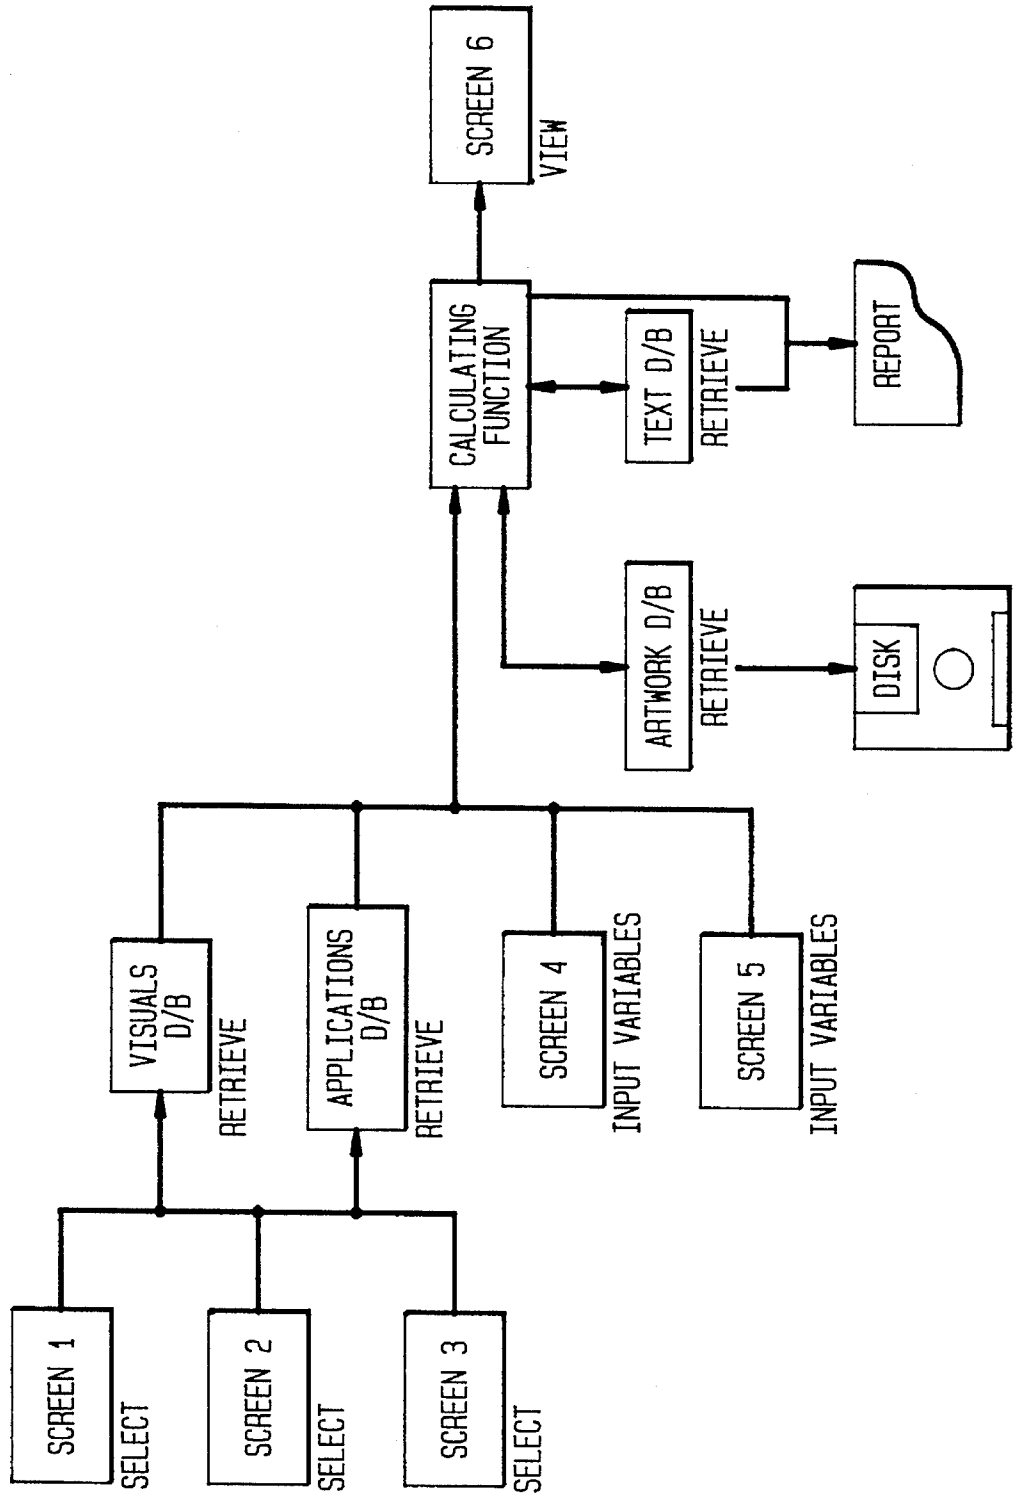 SCREEN 1
SELECT
SCREEN 2
SELECT
SCREEN 3
SELECT
VISUALS
D/B
RETRIEVE
APPLICATIONS
D/B
RETRIEVE
SCREEN 4
INPUT VARIABLES
SCREEN 5
INPUT VARIABLES
CALCULATING
FUNCTION
ARTWORK D/B
RETRIEVE
DISK
TEXT D/B
RETRIEVE
REPORT
SCREEN 6
VIEW